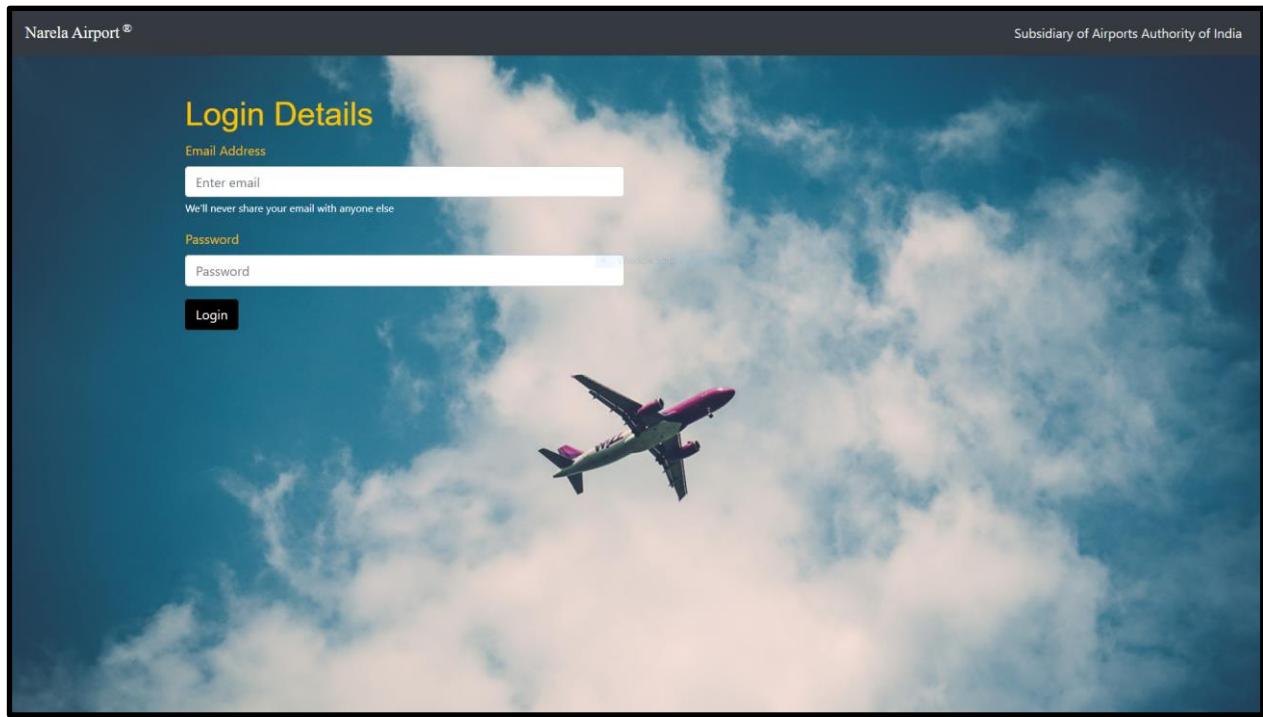 Narela Airport ®
Subsidiary of Airports Authority of India
Login Details
Email Address
Enter email
We'll never share your email with anyone else
Password
Password
Login